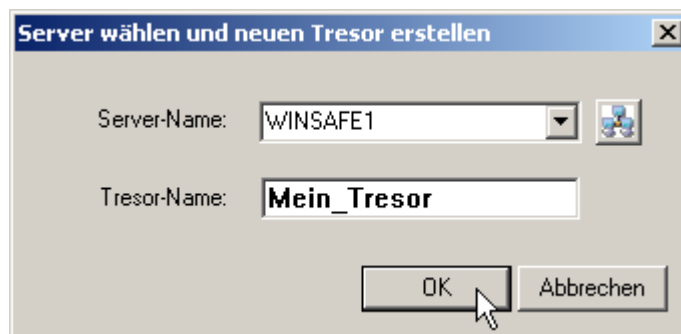 Server wählen und neuen Tresor erstellen
Server-Name: WINSAFE1
Tresor-Name: Mein_Tresor
OK Abbrechen